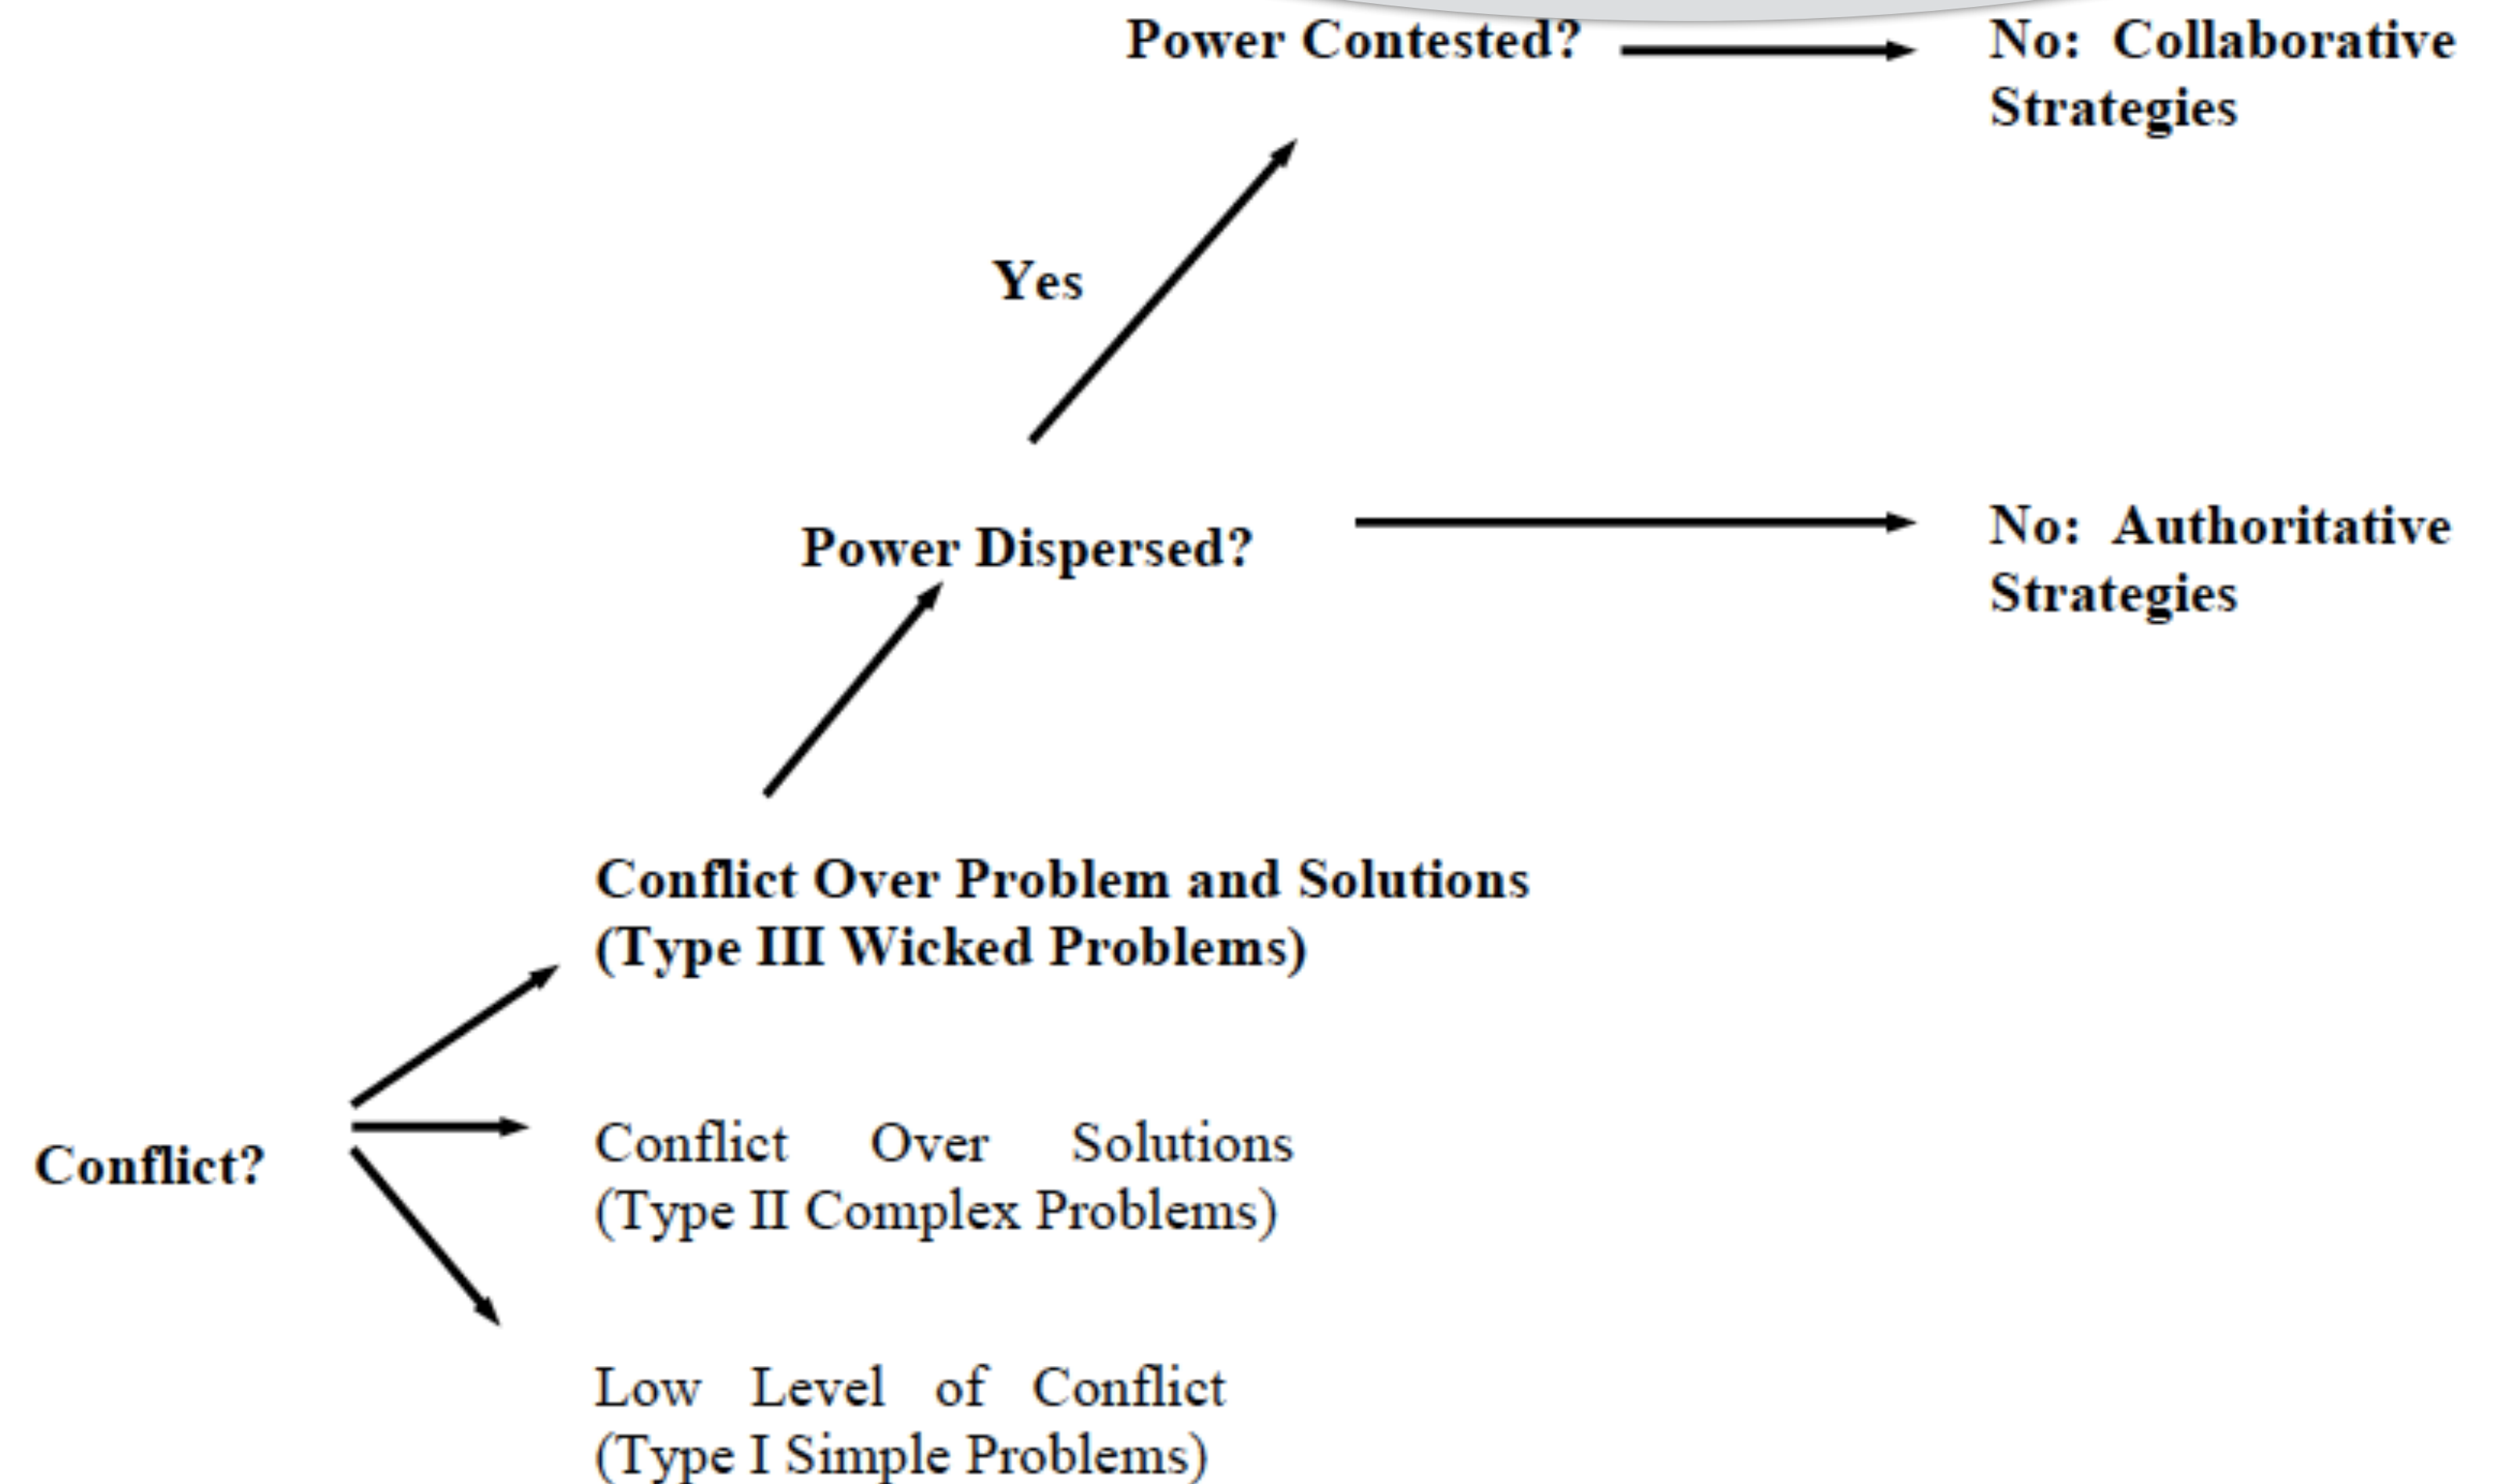 Power Contested?
No: Collaborative
Strategies
Yes
Power Dispersed?
No: Authoritative
Strategies
Conflict Over Problem and Solutions
(Type III Wicked Problems)
Conflict?
Conflict Over Solutions
(Type II Complex Problems)
Low Level of Conflict
(Type I Simple Problems)